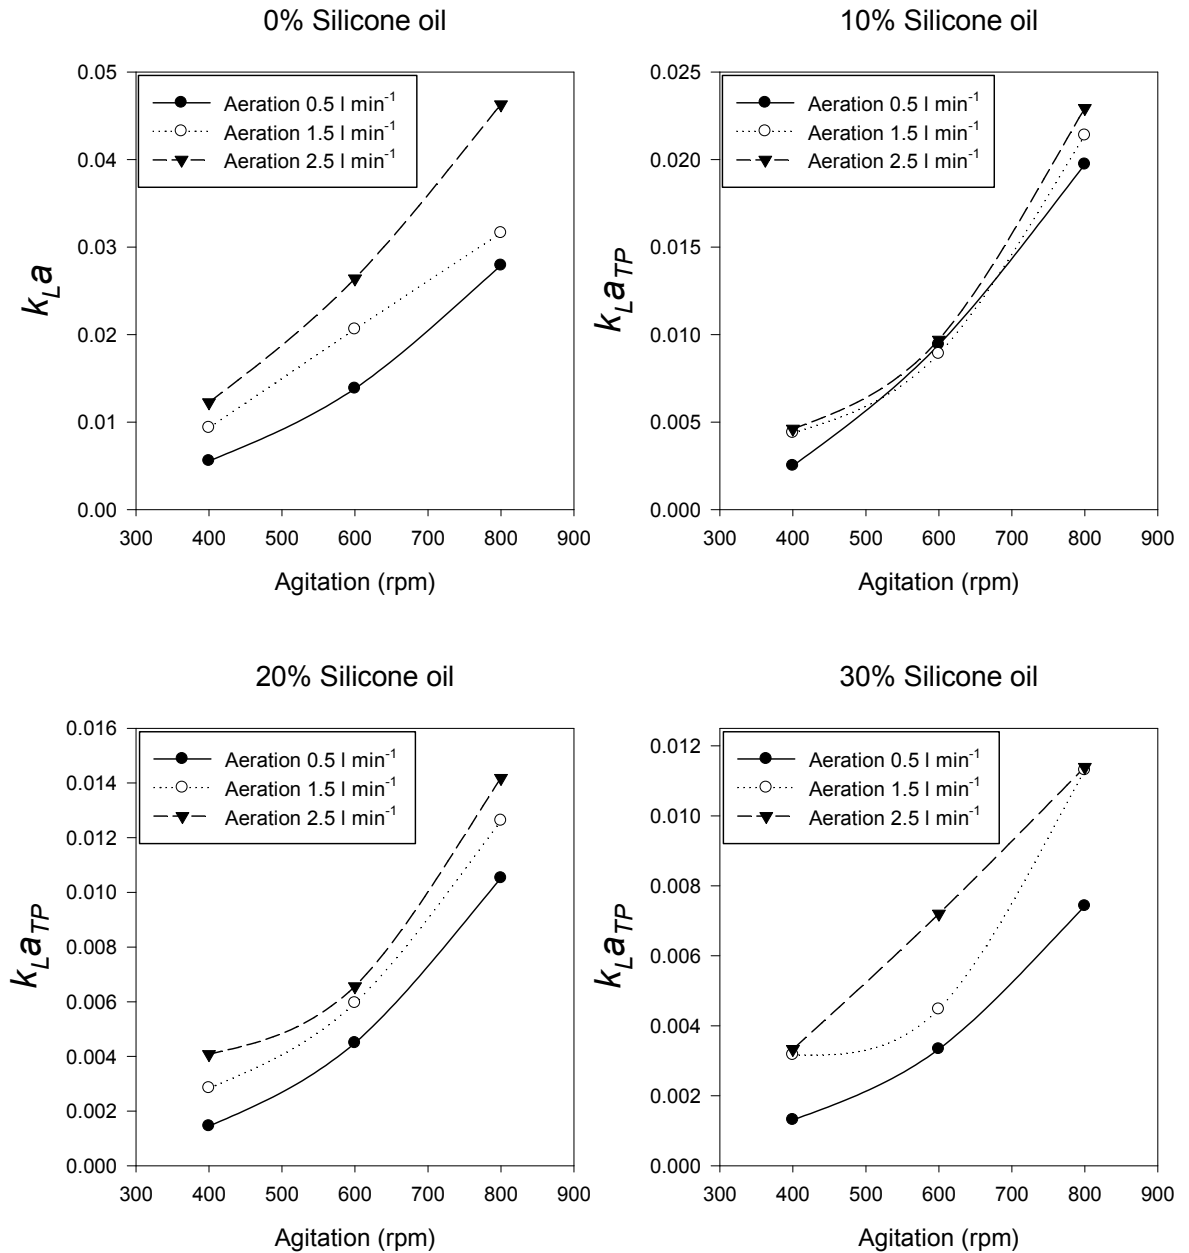 0% Silicone oil
Aeration 0.5 l min⁻¹
Aeration 1.5 l min⁻¹
Aeration 2.5 l min⁻¹
0.05
0.04
0.03
0.02
0.01
0.00
k_L a
300 400 500 600 700 800 900
Agitation (rpm)
10% Silicone oil
Aeration 0.5 l min⁻¹
Aeration 1.5 l min⁻¹
Aeration 2.5 l min⁻¹
0.025
0.020
0.015
0.010
0.005
0.000
k_L a_TP
300 400 500 600 700 800 900
Agitation (rpm)
20% Silicone oil
Aeration 0.5 l min⁻¹
Aeration 1.5 l min⁻¹
Aeration 2.5 l min⁻¹
0.016
0.014
0.012
0.010
0.008
0.006
0.004
0.002
0.000
k_L a_TP
300 400 500 600 700 800 900
Agitation (rpm)
30% Silicone oil
Aeration 0.5 l min⁻¹
Aeration 1.5 l min⁻¹
Aeration 2.5 l min⁻¹
0.012
0.010
0.008
0.006
0.004
0.002
0.000
k_L a_TP
300 400 500 600 700 800 900
Agitation (rpm)